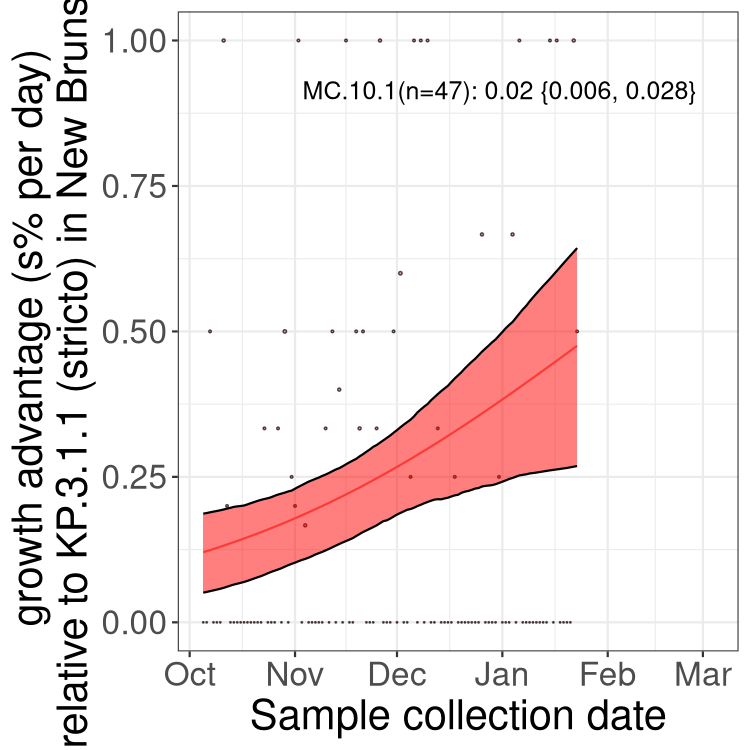 growth advantage (s% per day)
relative to KP.3.1.1 (stricto) in New Bruns
1.00
0.75
0.50
0.25
0.00
MC.10.1(n=47): 0.02 {0.006, 0.028}
Oct Nov Dec Jan Feb Mar
Sample collection date